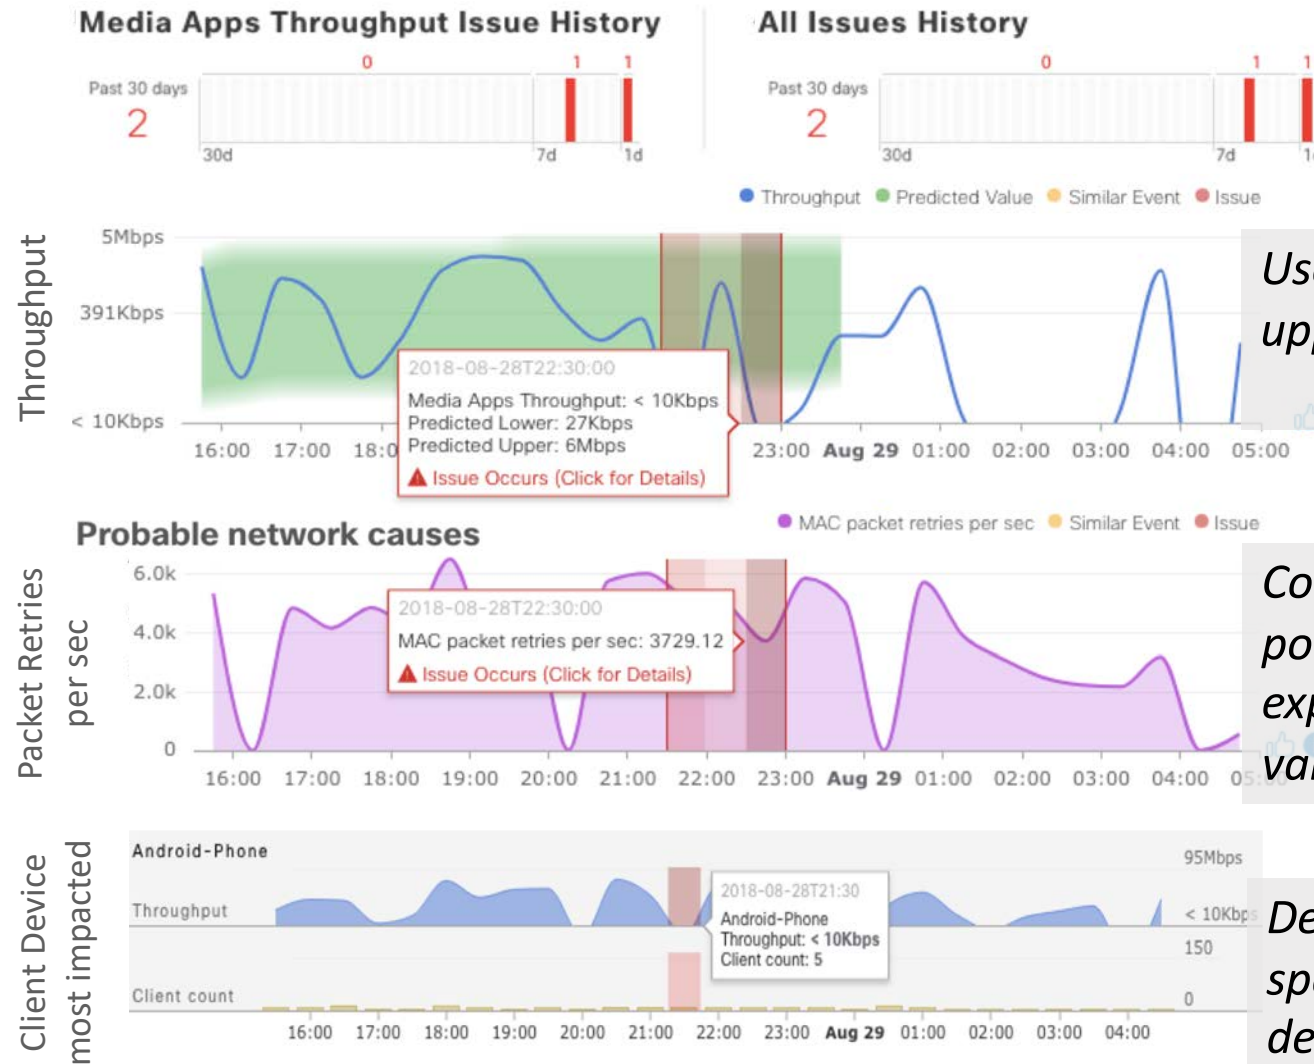 Media Apps Throughput Issue History
All Issues History
0 1 1
0 1 1
Past 30 days
2
Past 30 days
2
30d 7d 1d
30d 7d
Throughput Predicted Value Similar Event Issue
Throughput
5Mbps
391Kbps
< 10Kbps
2018-08-28T22:30:00
Media Apps Throughput: < 10Kbps
Predicted Lower: 27Kbps
Predicted Upper: 6Mbps
Issue Occurs (Click for Details)
16:00 17:00 18:0 23:00 Aug 29 01:00 02:00 03:00 04:00 05:00
Probable network causes
MAC packet retries per sec Similar Event Issue
Packet Retries
per sec
6.0k
4.0k
2.0k
0
2018-08-28T22:30:00
MAC packet retries per sec: 3729.12
Issue Occurs (Click for Details)
16:00 17:00 18:00 19:00 20:00 21:00 22:00 23:00 Aug 29 01:00 02:00 03:00 04:00
Client Device
most impacted
Android-Phone
95Mbps
Throughput
< 10Kbps
2018-08-28T21:30
Android-Phone
Throughput: < 10Kbps
Client count: 5
150
Client count
0
16:00 17:00 18:00 19:00 20:00 21:00 22:00 23:00 Aug 29 01:00 02:00 03:00 04:00